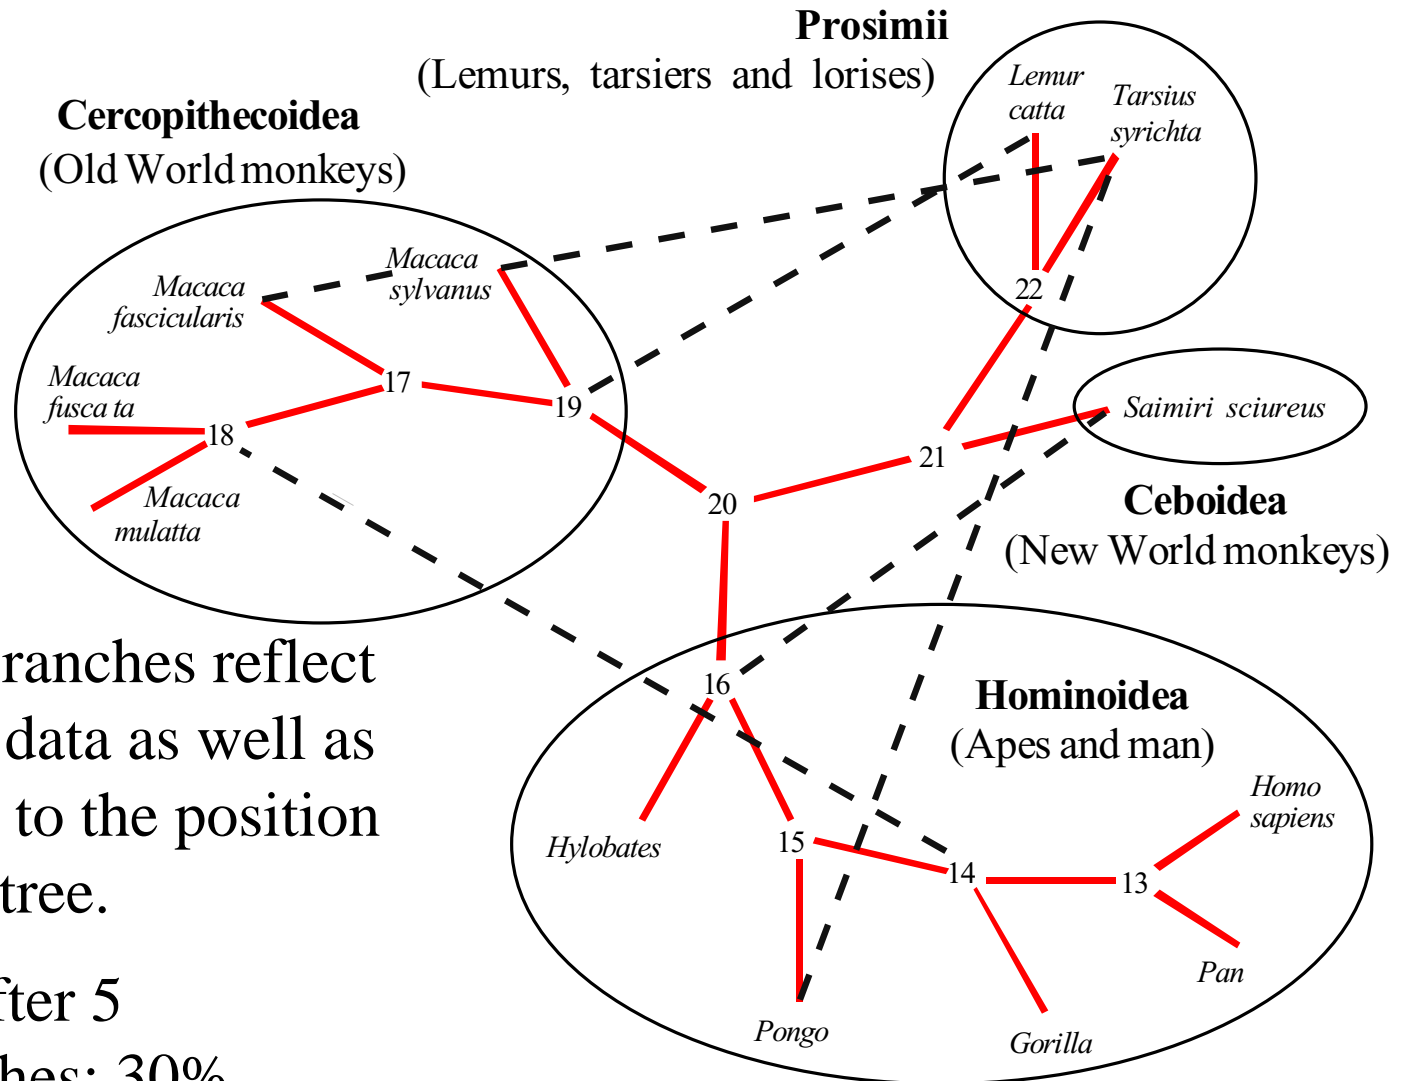 Prosimii
(Lemurs, tarsiers and lorises)
Lemur
catta
Tarsius
syrichta
Cercopithecoidea
(Old World monkeys)
Macaca
sylvanus
Macaca
fascicularis
Macaca
fusca ta
Macaca
mulatta
17
18
19
20
21
22
Saimiri sciureus
Ceboidea
(New World monkeys)
16
Hominoidea
(Apes and man)
Hylobates
15
14
13
Homo
sapiens
Pan
Pongo
Gorilla
ranches reflect
data as well as
to the position
tree.
fter 5
hes: 30%